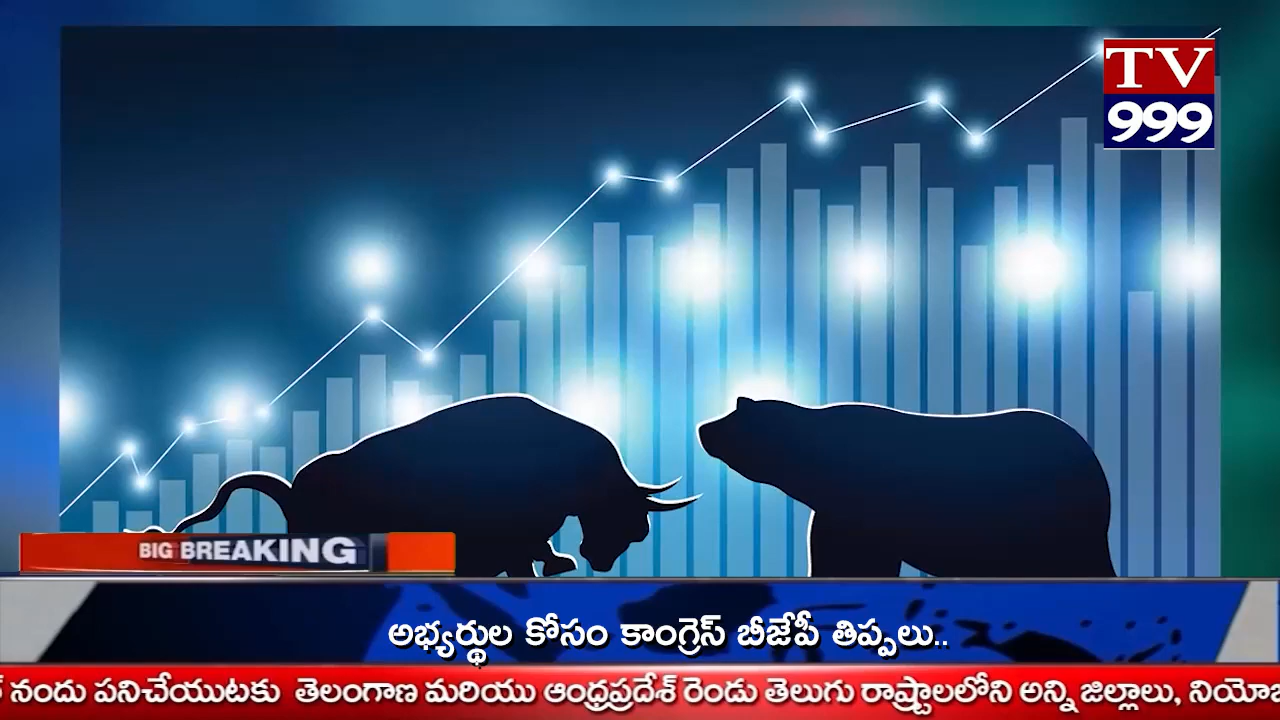 TV
999
BIG BREAKING
అభ్యర్థుల కోసం కాంగ్రెస్ బీజేపీ తిప్పలు..
నందు పనిచేయుటకు తెలంగాణ మరియు ఆంధ్రప్రదేశ్ రెండు తెలుగు రాష్ట్రాలలోని అన్ని జిల్లాలు,